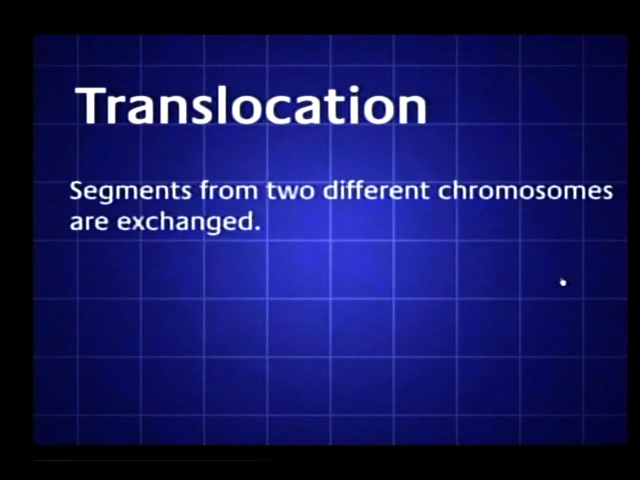 Translocation
Segments from two different chromosomes
are exchanged.